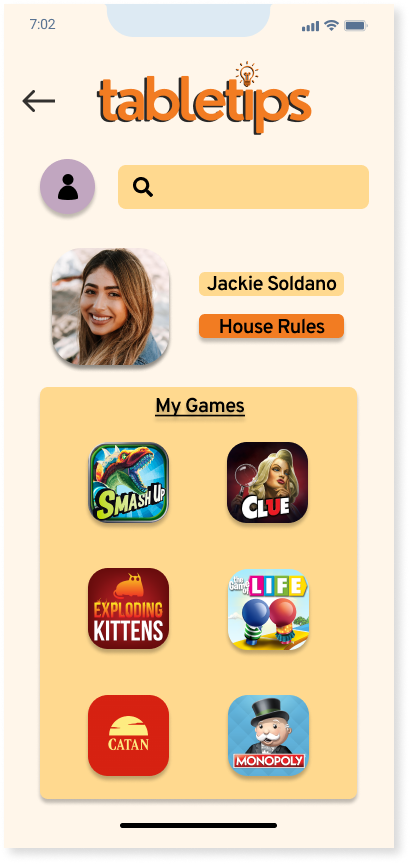 7:02
tabletips
Jackie Soldano
House Rules
My Games
SMASH UP
CLUE
EXPLODING
KITTENS
the
Game
of
LIFE
CATAN
MONOPOLY